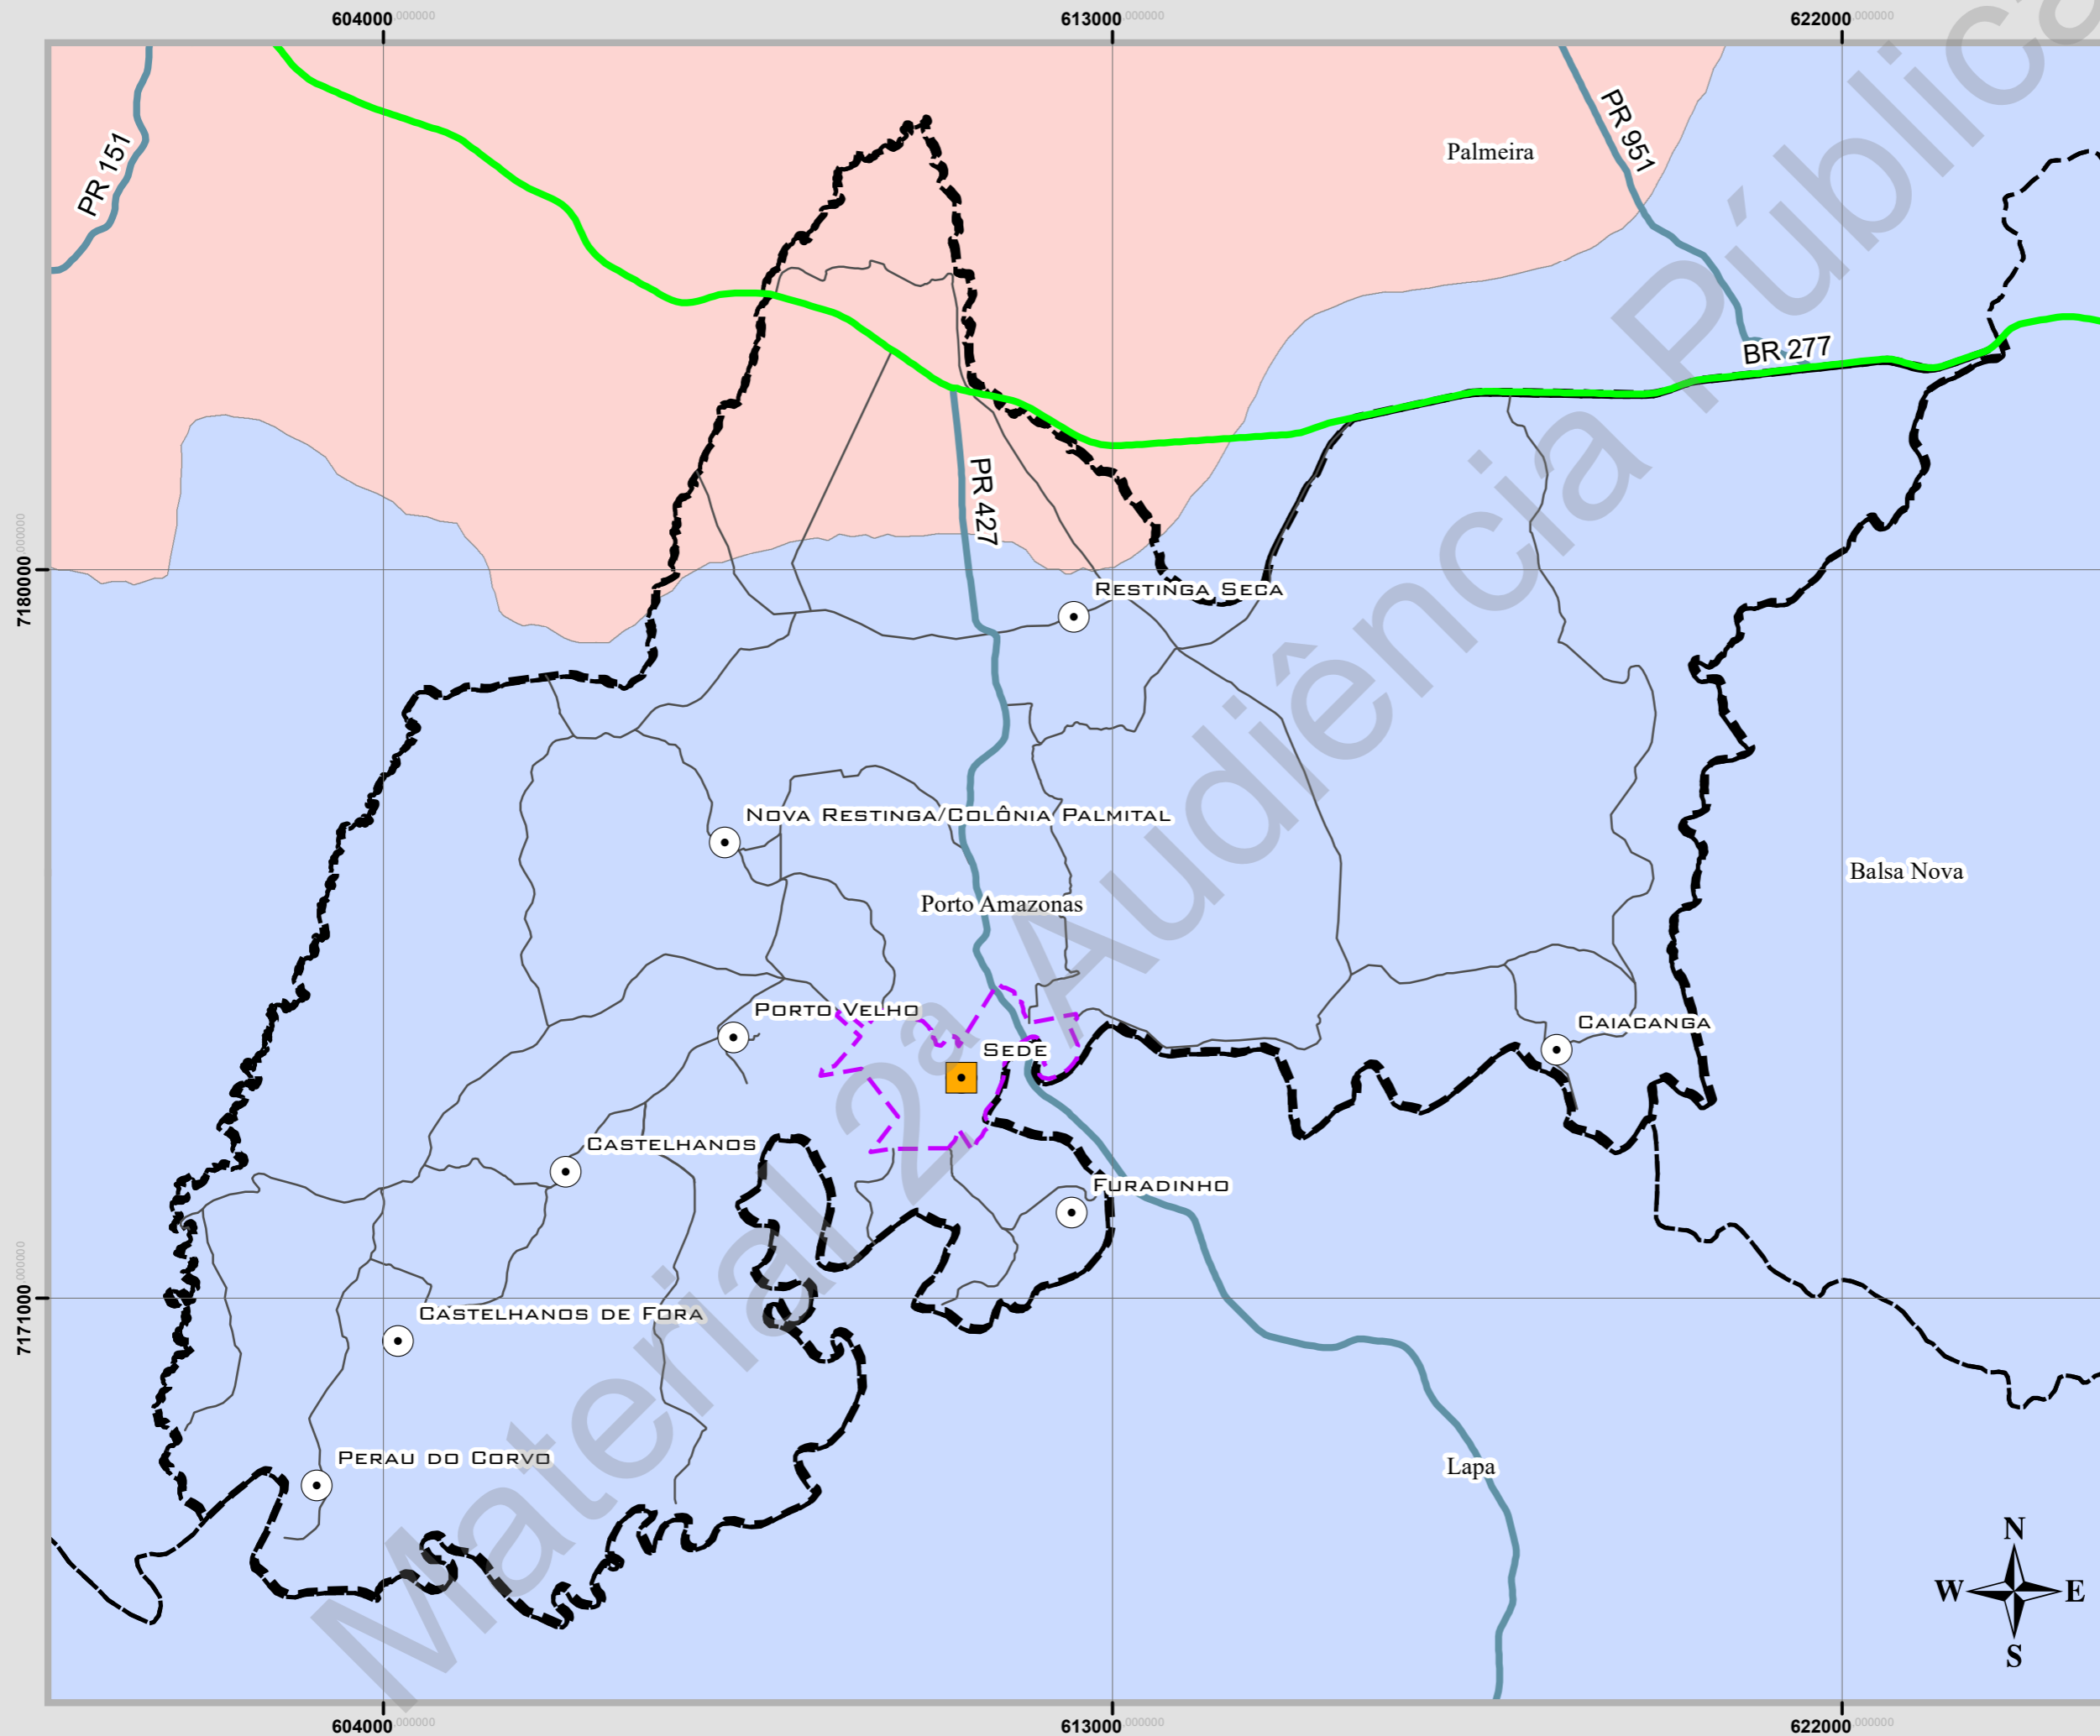 604000.000000 613000.000000 622000.000000
PR 151
PR 951
Palmeira
BR 277
PR 427
7180000.000000
RESTINGA SECA
NOVA RESTINGA/COLÔNIA PALMITAL
Balsa Nova
Porto Amazonas
PORTO VELHO
CAIACANGA
SEDE
CASTELHANOS
FURADINHO
7171000.000000
CASTELHANOS DE FORA
PERAU DO CORVO
Lapa
N
W E
S
Material 2ª Audiência Pública
604000.000000 613000.000000 622000.000000